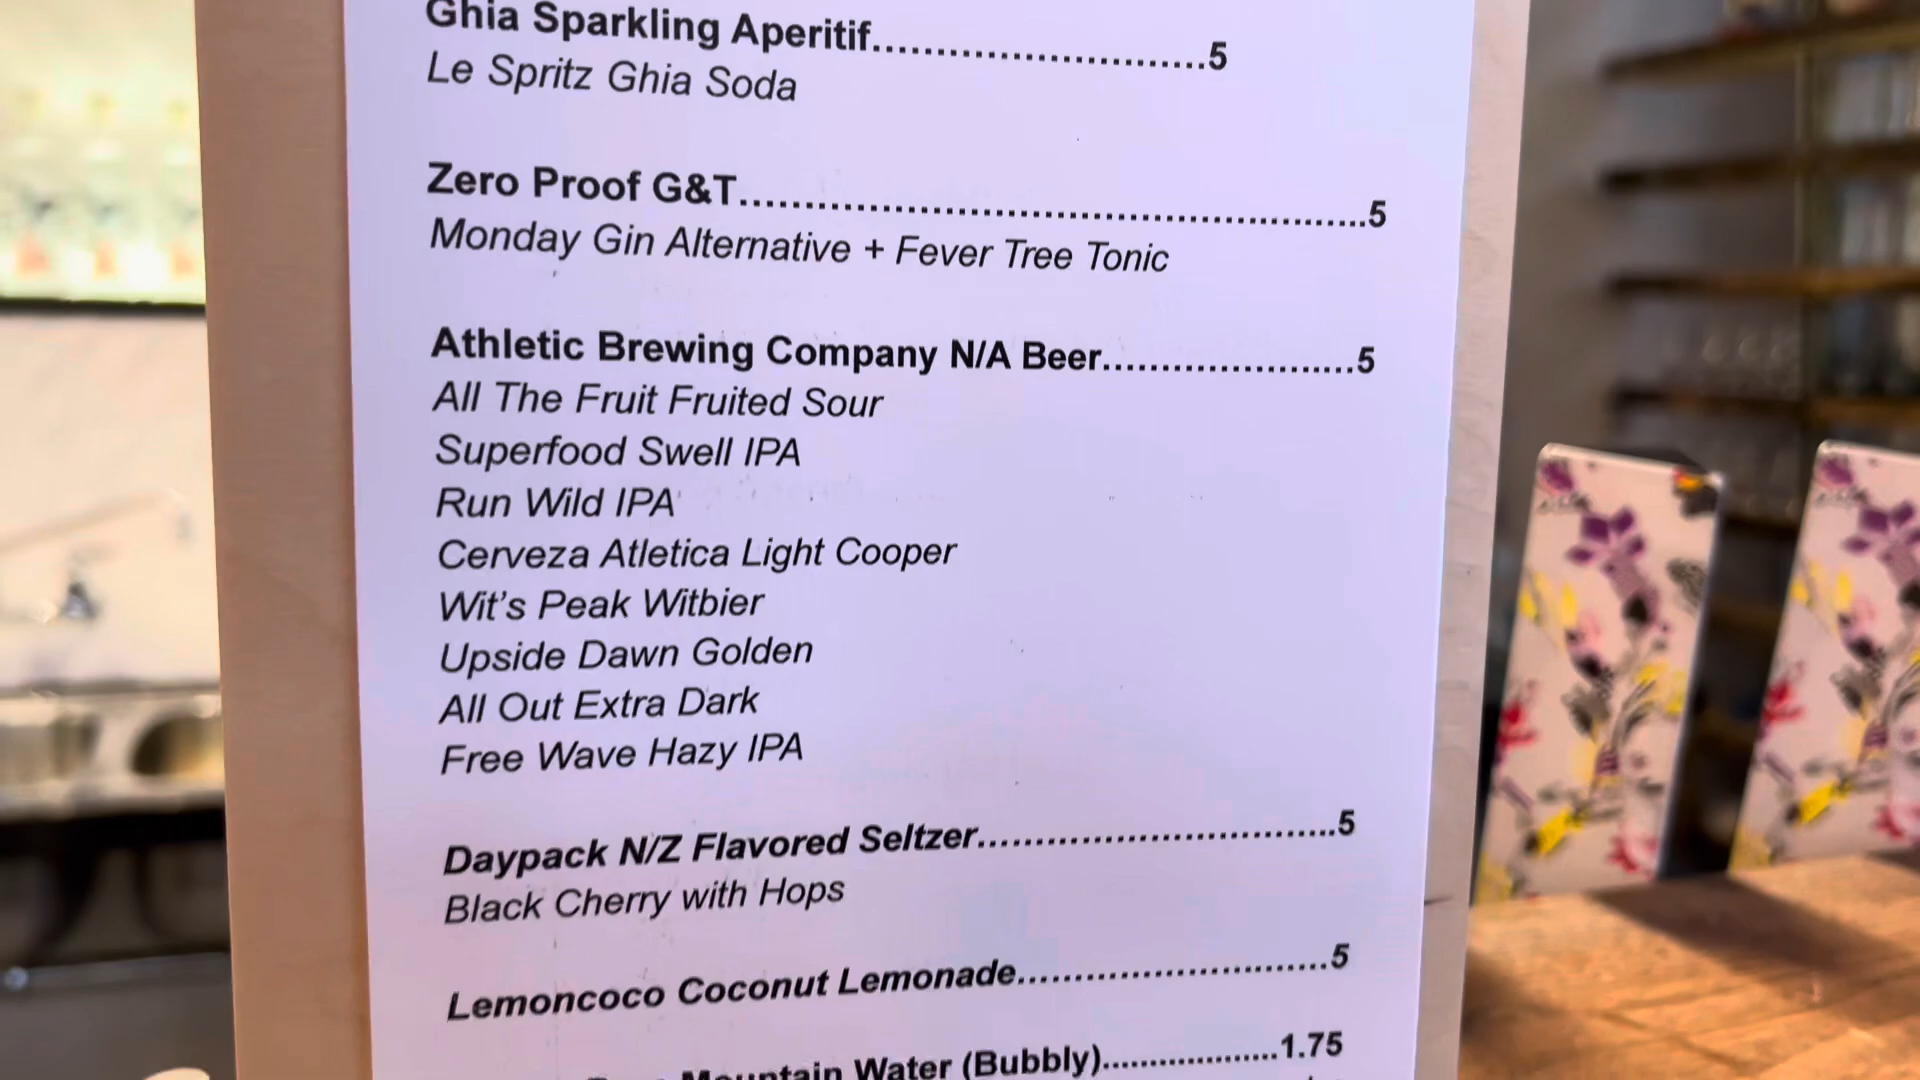 Ghia Sparkling Aperitif..........................5
Le Spritz Ghia Soda
Zero Proof G&T.................................................5
Monday Gin Alternative + Fever Tree Tonic
Athletic Brewing Company N/A Beer.....................5
All The Fruit Fruited Sour
Superfood Swell IPA
Run Wild IPA
Cerveza Atletica Light Cooper
Wit's Peak Witbier
Upside Dawn Golden
All Out Extra Dark
Free Wave Hazy IPA
Daypack N/Z Flavored Seltzer.............................5
Black Cherry with Hops
Lemoncoco Coconut Lemonade.........................5
Mountain Water (Bubbly)..................1.75